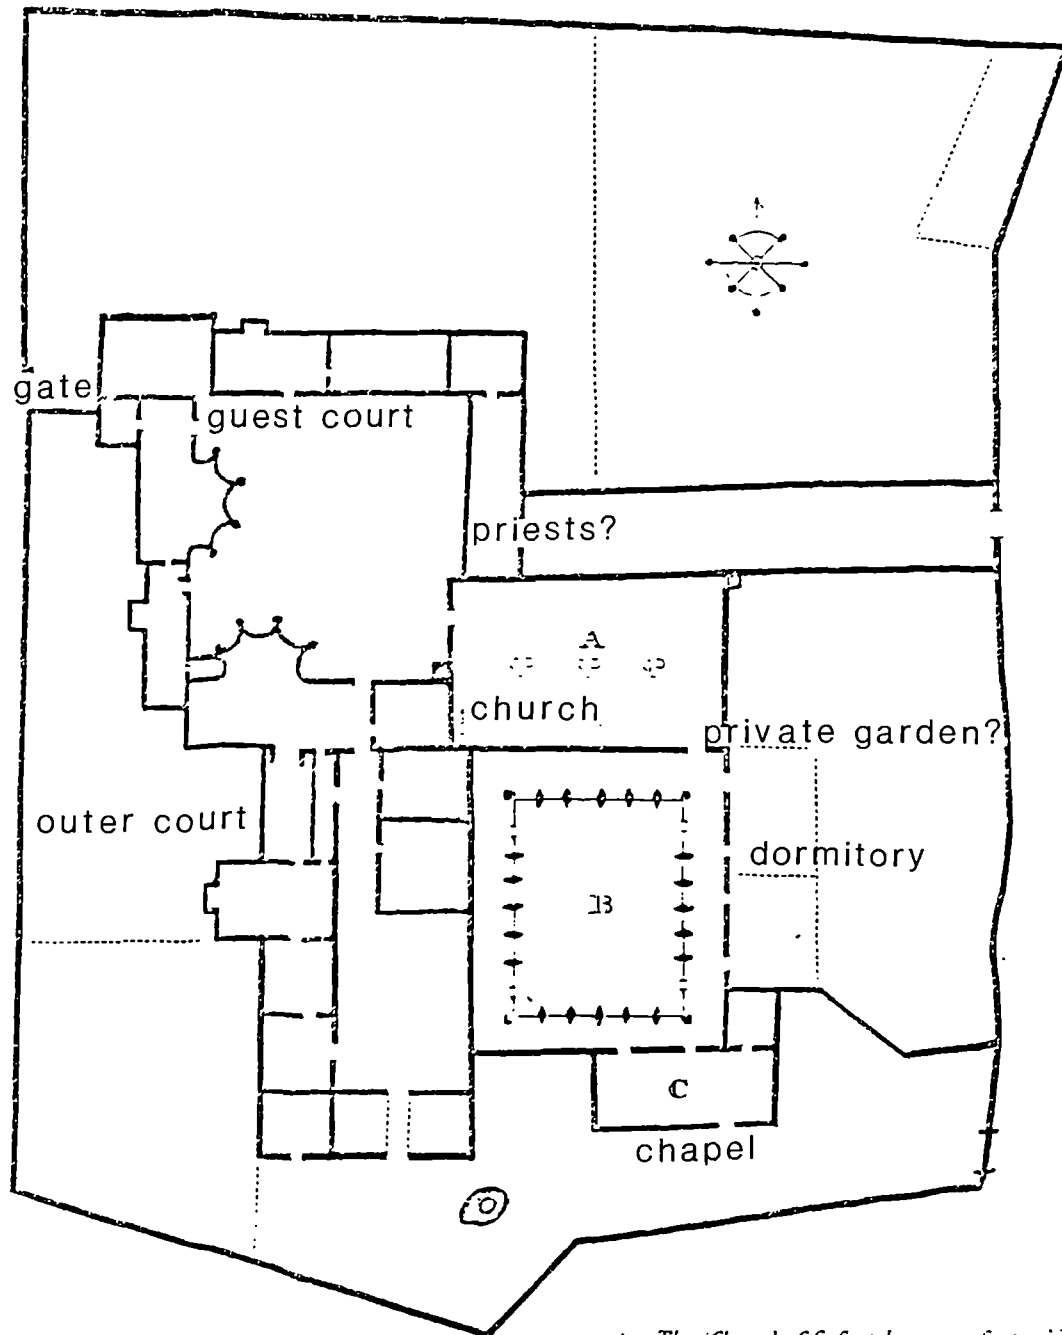 gate
guest court
priests?
A
church
private garden?
outer court
dormitory
B
C
chapel